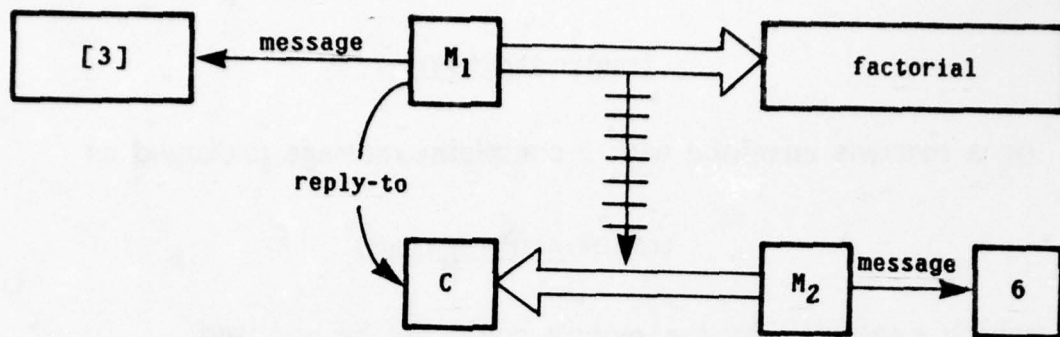 message
[3]
M₁
factorial
reply-to
C
M₂
message
6